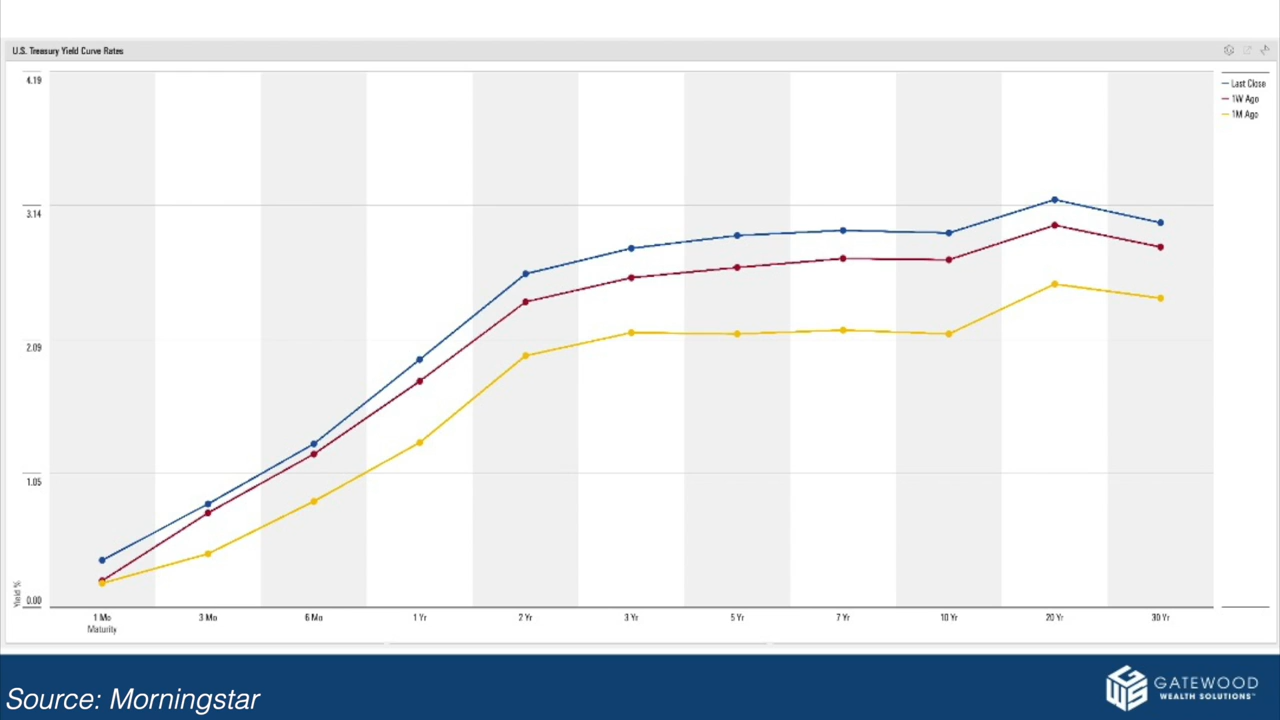 U.S. Treasury Yield Curve Rates
4.19
3.14
2.09
1.05
0.00
Yield %
Last Close
1W Ago
1M Ago
1 Mo
3 Mo
6 Mo
1 Yr
2 Yr
3 Yr
5 Yr
7 Yr
10 Yr
20 Yr
30 Yr
Maturity
Source: Morningstar
GATEWOOD
WEALTH SOLUTIONS™